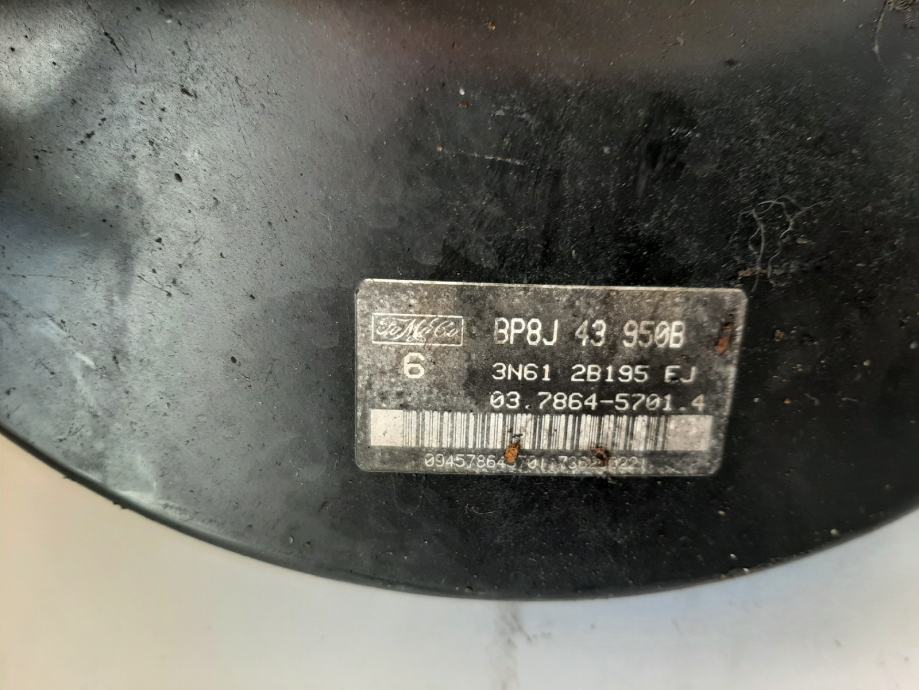 FoMoCo
BP8J 43 950B
6
3N61 2B195 EJ
03.7864-5701.4